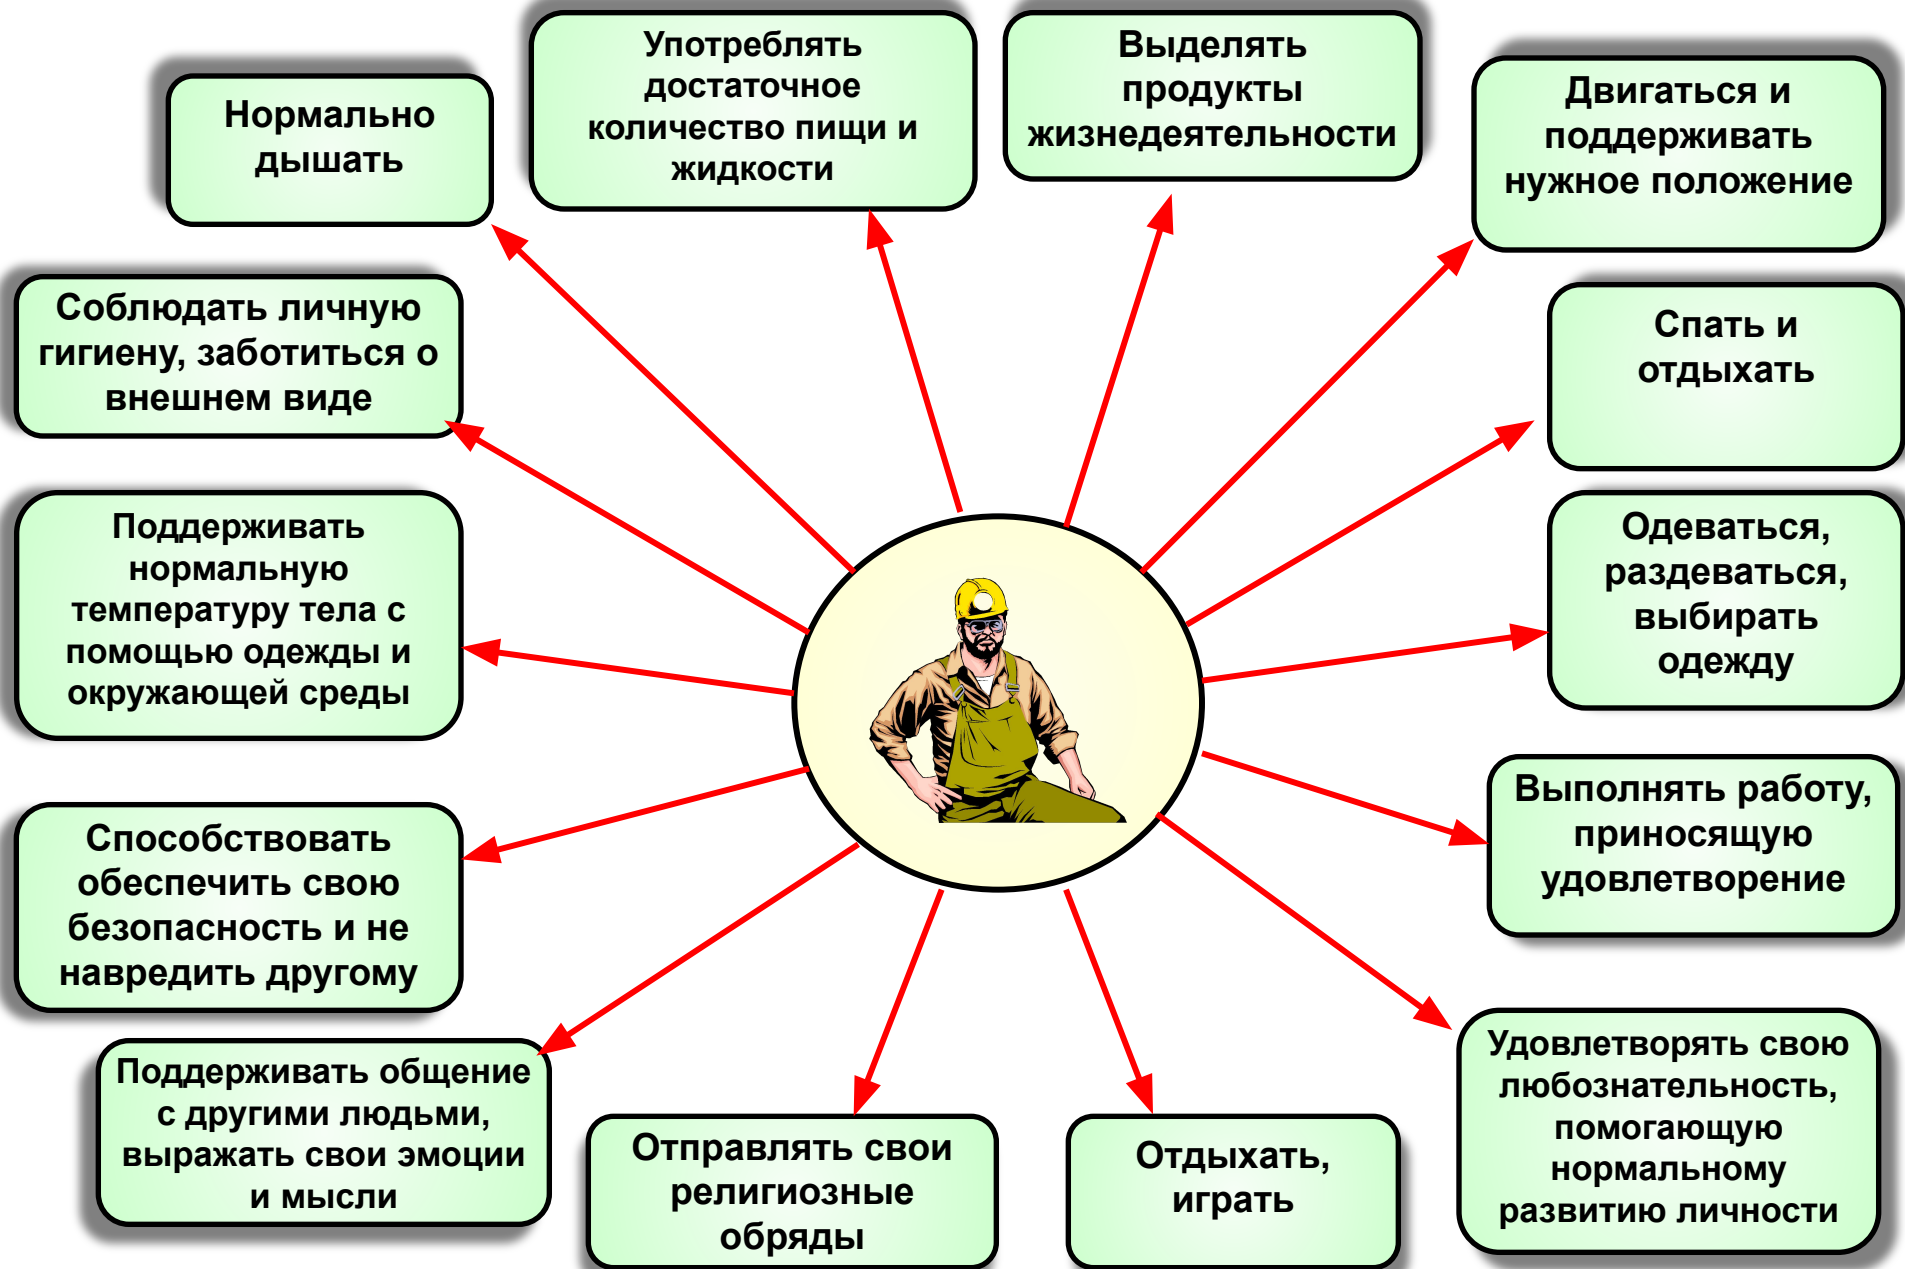 Нормально
дышать
Употреблять
достаточное
количество пищи и
жидкости
Выделять
продукты
жизнедеятельности
Двигаться и
поддерживать
нужное положение
Соблюдать личную
гигиену, заботиться о
внешнем виде
Спать и
отдыхать
Поддерживать
нормальную
температуру тела с
помощью одежды и
окружающей среды
Одеваться,
раздеваться,
выбирать
одежду
Способствовать
обеспечить свою
безопасность и не
навредить другому
Выполнять работу,
приносящую
удовлетворение
Поддерживать общение
с другими людьми,
выражать свои эмоции
и мысли
Отправлять свои
религиозные
обряды
Отдыхать,
играть
Удовлетворять свою
любознательность,
помогающую
нормальному
развитию личности